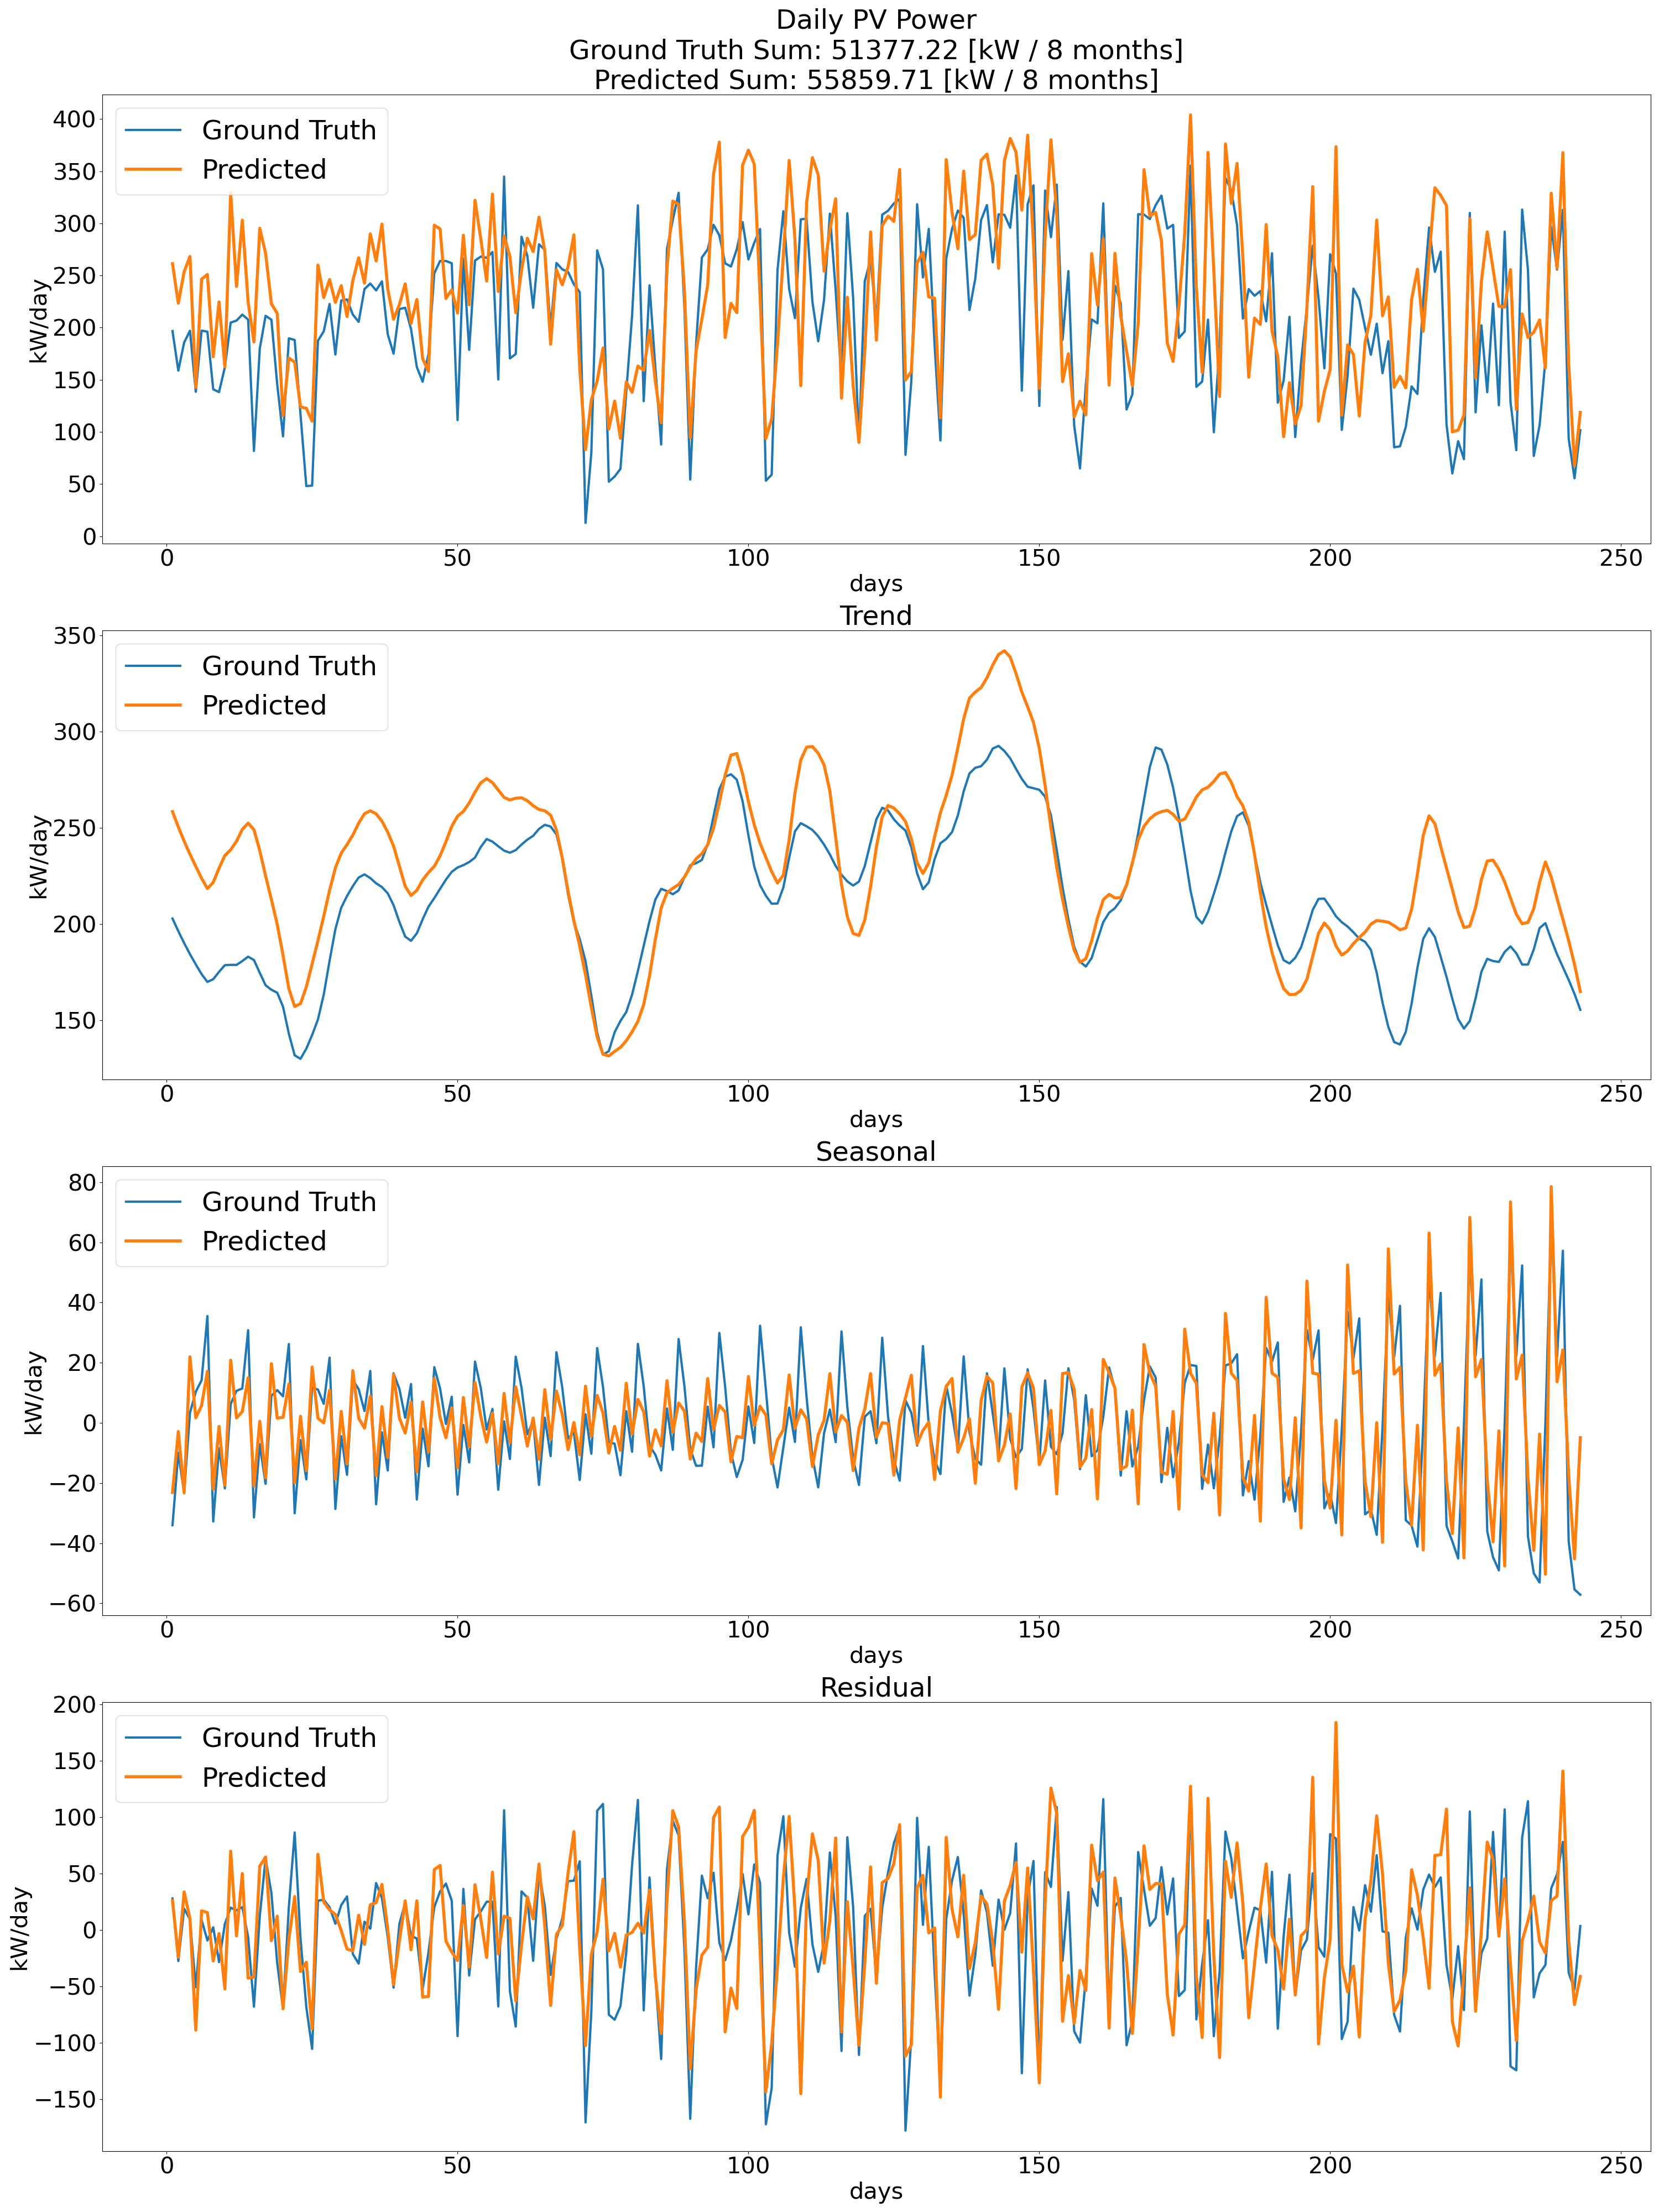 Daily PV Power
Ground Truth Sum: 51377.22 [kW / 8 months]
Predicted Sum: 55859.71 [kW / 8 months]
Ground Truth
Predicted
kW/day
400
350
300
250
200
150
100
50
0
0 50 100 150 200 250
days
Trend
Ground Truth
Predicted
kW/day
350
300
250
200
150
0 50 100 150 200 250
days
Seasonal
Ground Truth
Predicted
kW/day
80
60
40
20
0
−20
−40
−60
0 50 100 150 200 250
days
Residual
Ground Truth
Predicted
kW/day
200
150
100
50
0
−50
−100
−150
0 50 100 150 200 250
days